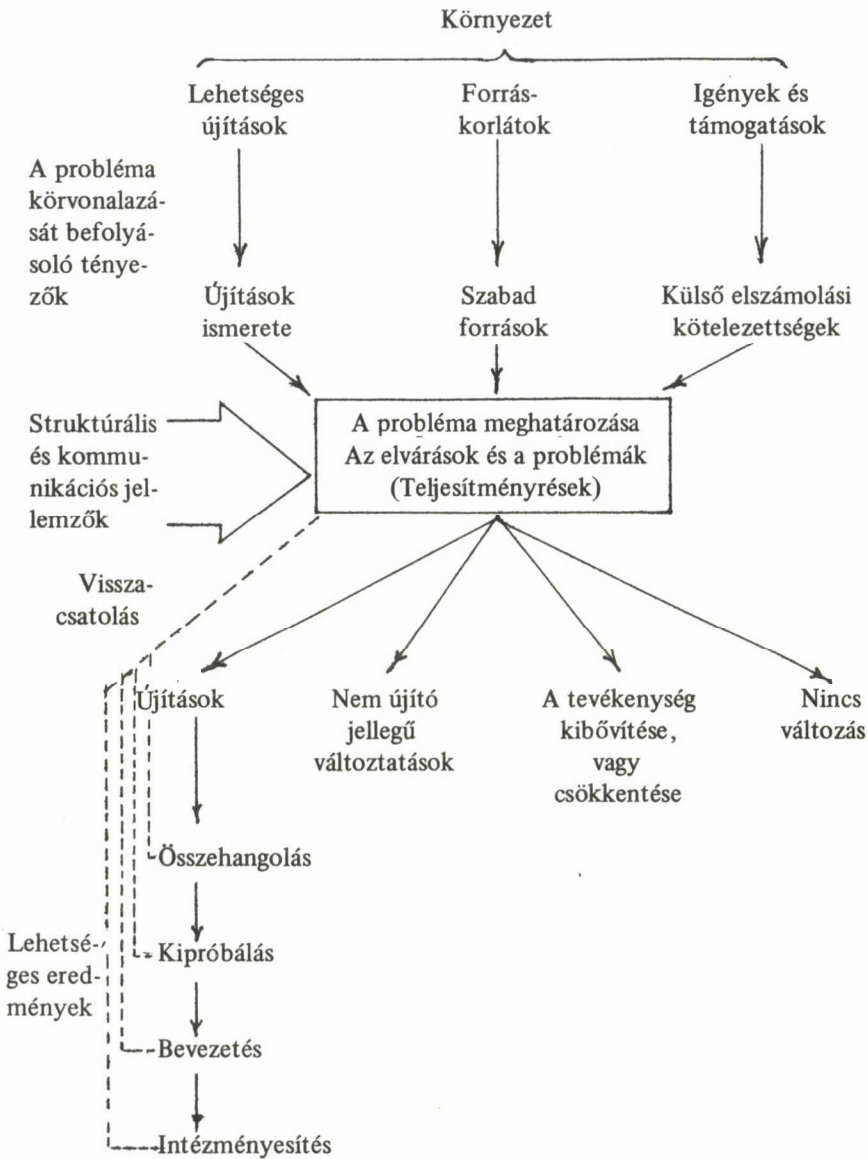 Környezet
Lehetséges
újítások
Forrás-
korlátok
Igények és
támogatások
A probléma
körvonalazá-
sát befolyá-
soló ténye-
zők
Újítások
ismerete
Szabad
források
Külső elszámolási
kötelezettségek
Struktúrális
és kommu-
nikációs jel-
lemzők
A probléma meghatározása
Az elvárások és a problémák
(Teljesítményrések)
Vissza-
csatolás
Újítások
Nem újító
jellegű
változtatások
A tevékenység
kibővítése,
vagy
csökkentése
Nincs
változás
Összehangolás
Kipróbálás
Bevezetés
Intézményesítés
Lehetsé-
ges ered-
mények